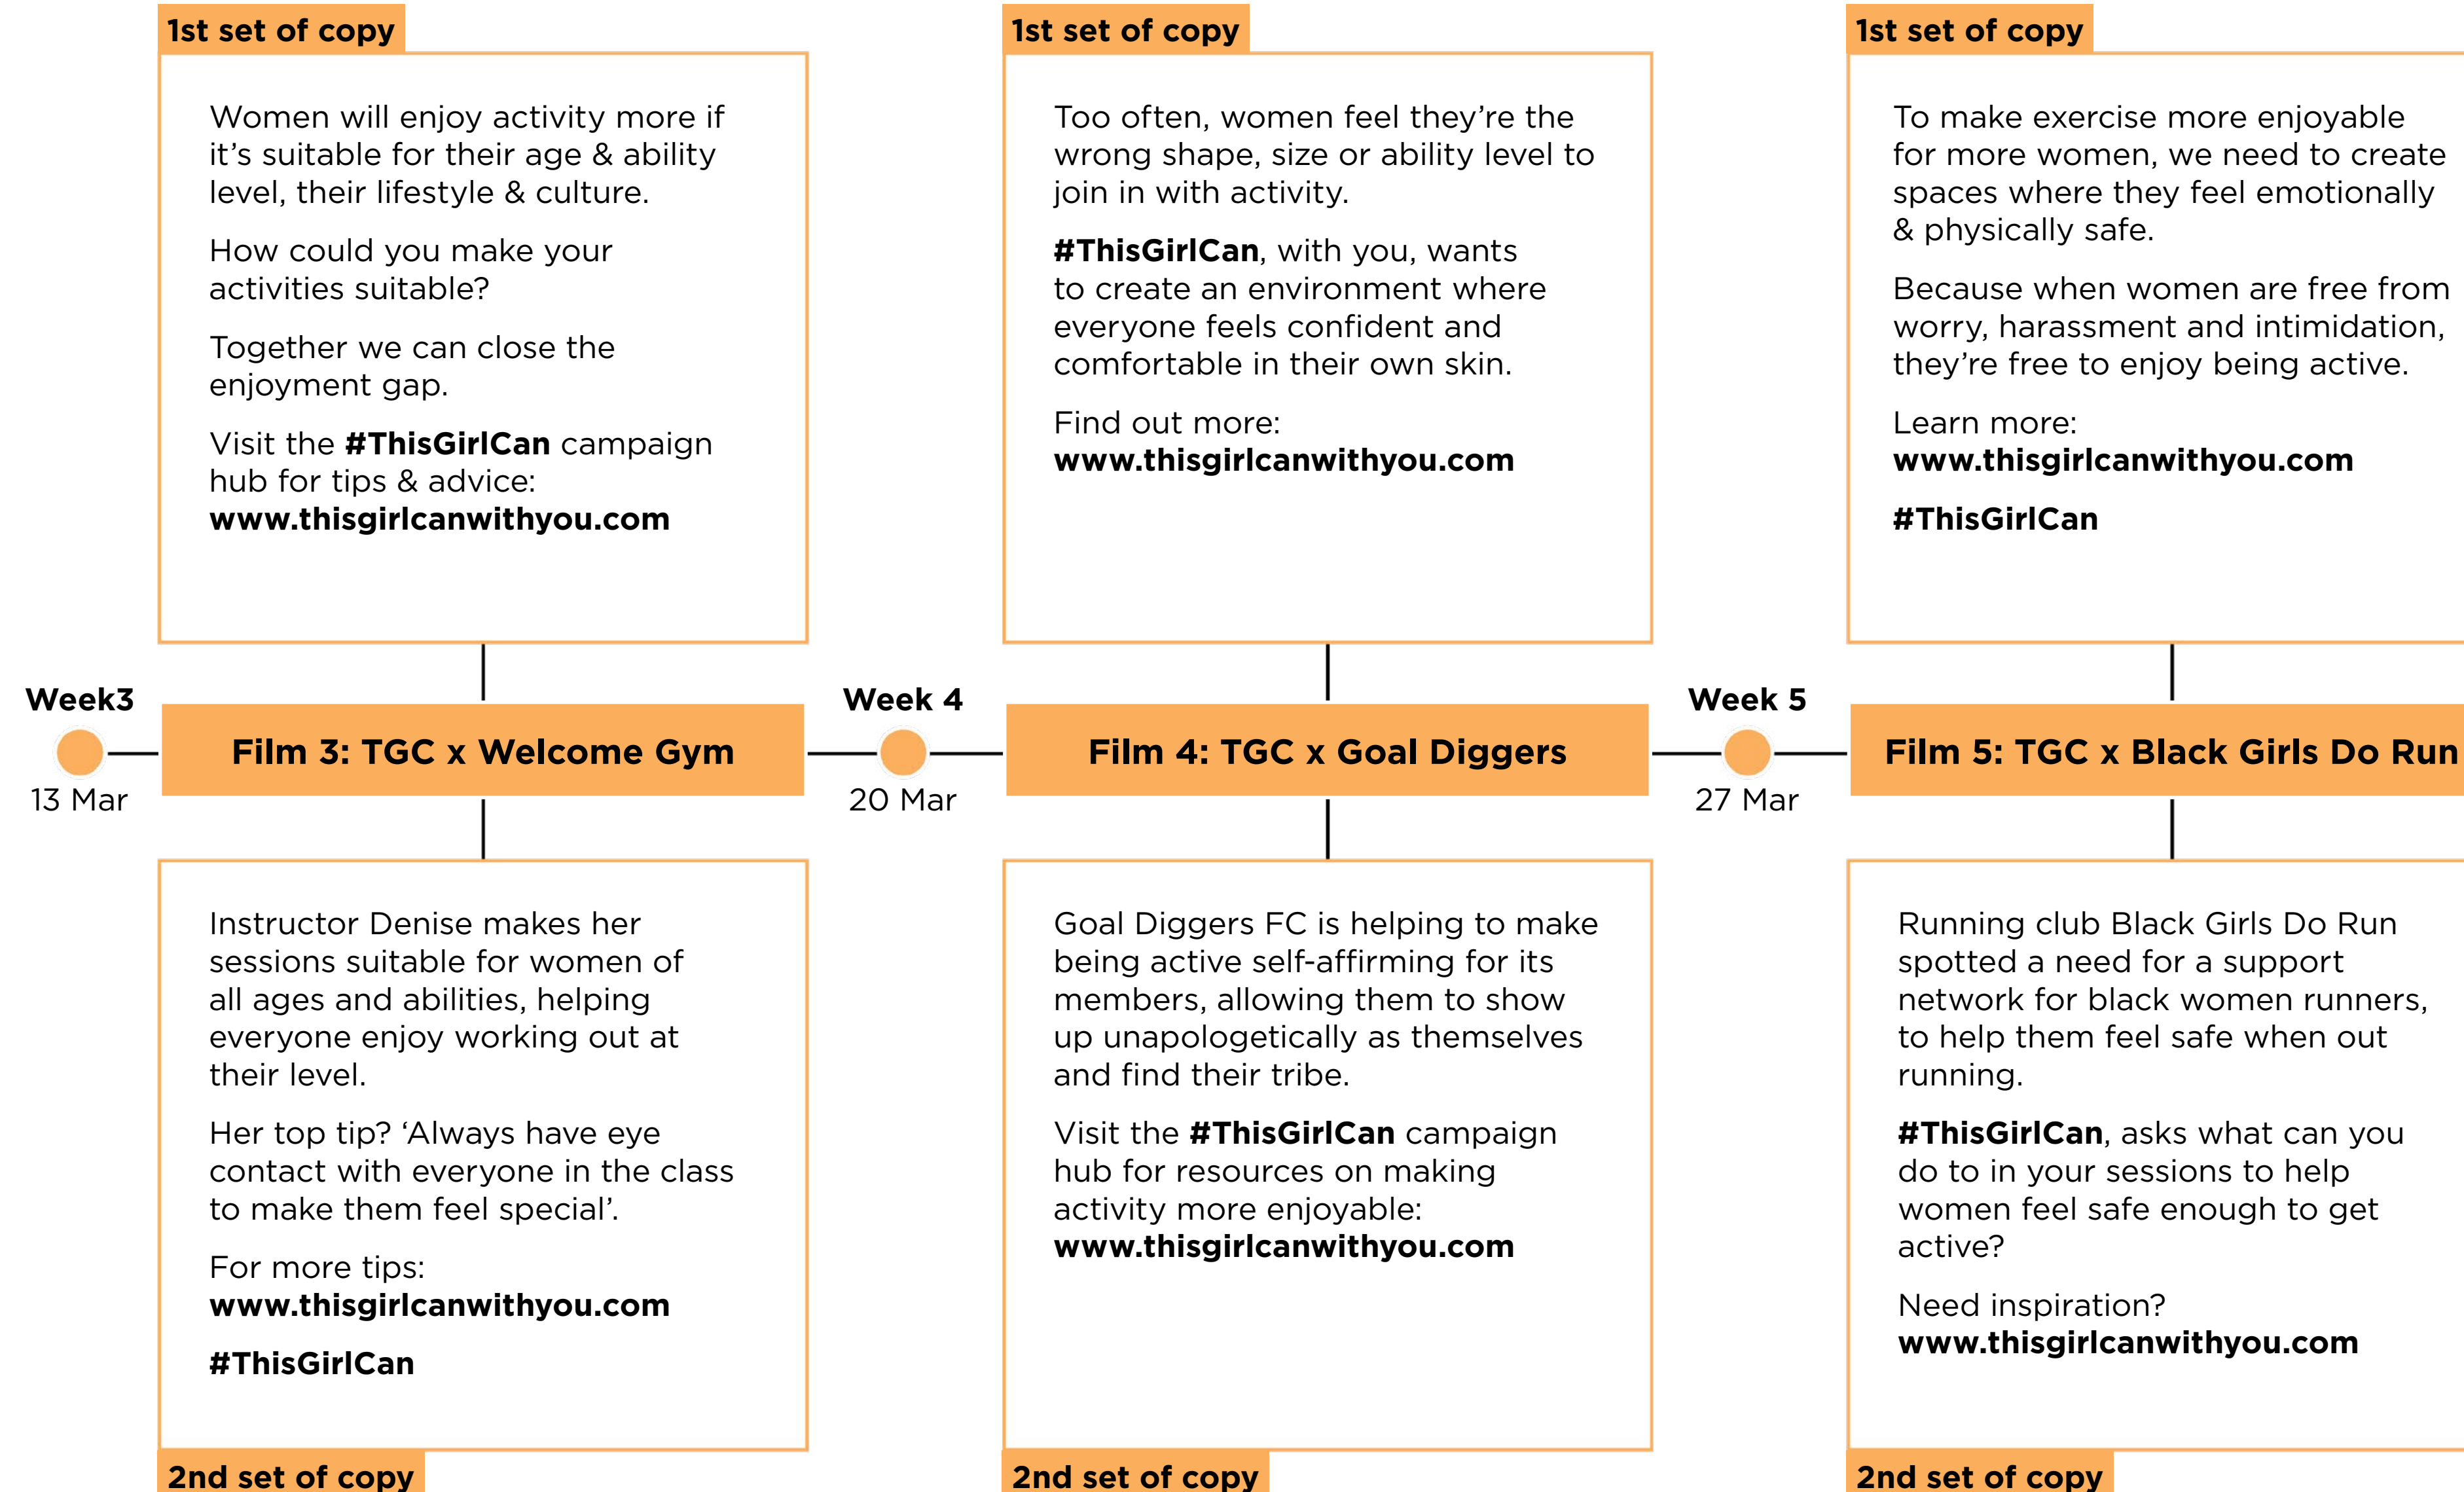 1st set of copy
Women will enjoy activity more if
it’s suitable for their age & ability
level, their lifestyle & culture.
How could you make your
activities suitable?
Together we can close the
enjoyment gap.
Visit the #ThisGirlCan campaign
hub for tips & advice:
www.thisgirlcanwithyou.com
1st set of copy
Too often, women feel they’re the
wrong shape, size or ability level to
join in with activity.
#ThisGirlCan, with you, wants
to create an environment where
everyone feels confident and
comfortable in their own skin.
Find out more:
www.thisgirlcanwithyou.com
1st set of copy
To make exercise more enjoyable
for more women, we need to create
spaces where they feel emotionally
& physically safe.
Because when women are free from
worry, harassment and intimidation,
they’re free to enjoy being active.
Learn more:
www.thisgirlcanwithyou.com
#ThisGirlCan
Week3
13 Mar
Film 3: TGC x Welcome Gym
Week 4
20 Mar
Film 4: TGC x Goal Diggers
Week 5
27 Mar
Film 5: TGC x Black Girls Do Run
Instructor Denise makes her
sessions suitable for women of
all ages and abilities, helping
everyone enjoy working out at
their level.
Her top tip? ‘Always have eye
contact with everyone in the class
to make them feel special’.
For more tips:
www.thisgirlcanwithyou.com
#ThisGirlCan
2nd set of copy
Goal Diggers FC is helping to make
being active self-affirming for its
members, allowing them to show
up unapologetically as themselves
and find their tribe.
Visit the #ThisGirlCan campaign
hub for resources on making
activity more enjoyable:
www.thisgirlcanwithyou.com
2nd set of copy
Running club Black Girls Do Run
spotted a need for a support
network for black women runners,
to help them feel safe when out
running.
#ThisGirlCan, asks what can you
do to in your sessions to help
women feel safe enough to get
active?
Need inspiration?
www.thisgirlcanwithyou.com
2nd set of copy